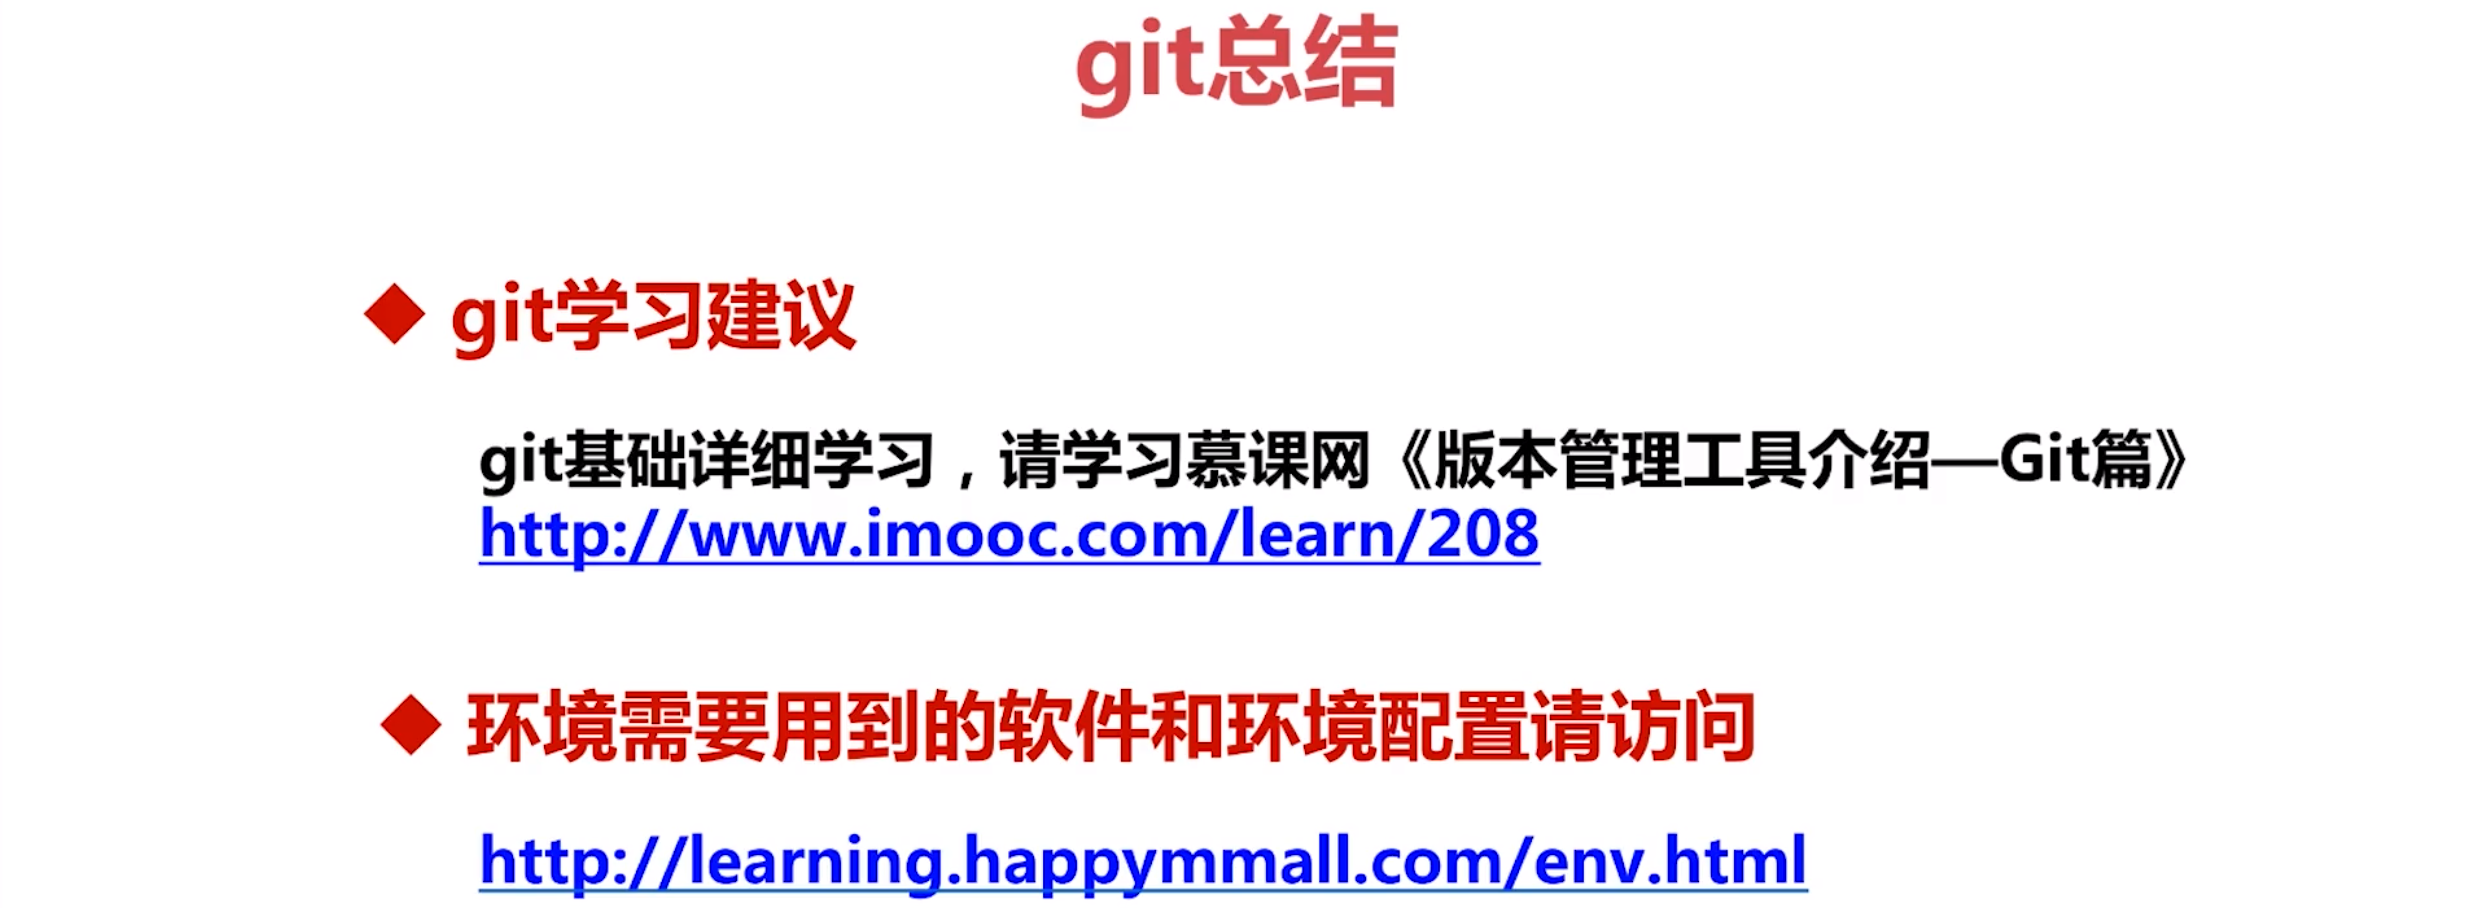 git总结
git学习建议
git基础详细学习，请学习慕课网《版本管理工具介绍—Git篇》
http://www.imooc.com/learn/208
环境需要用到的软件和环境配置请访问
http://learning.happymmall.com/env.html